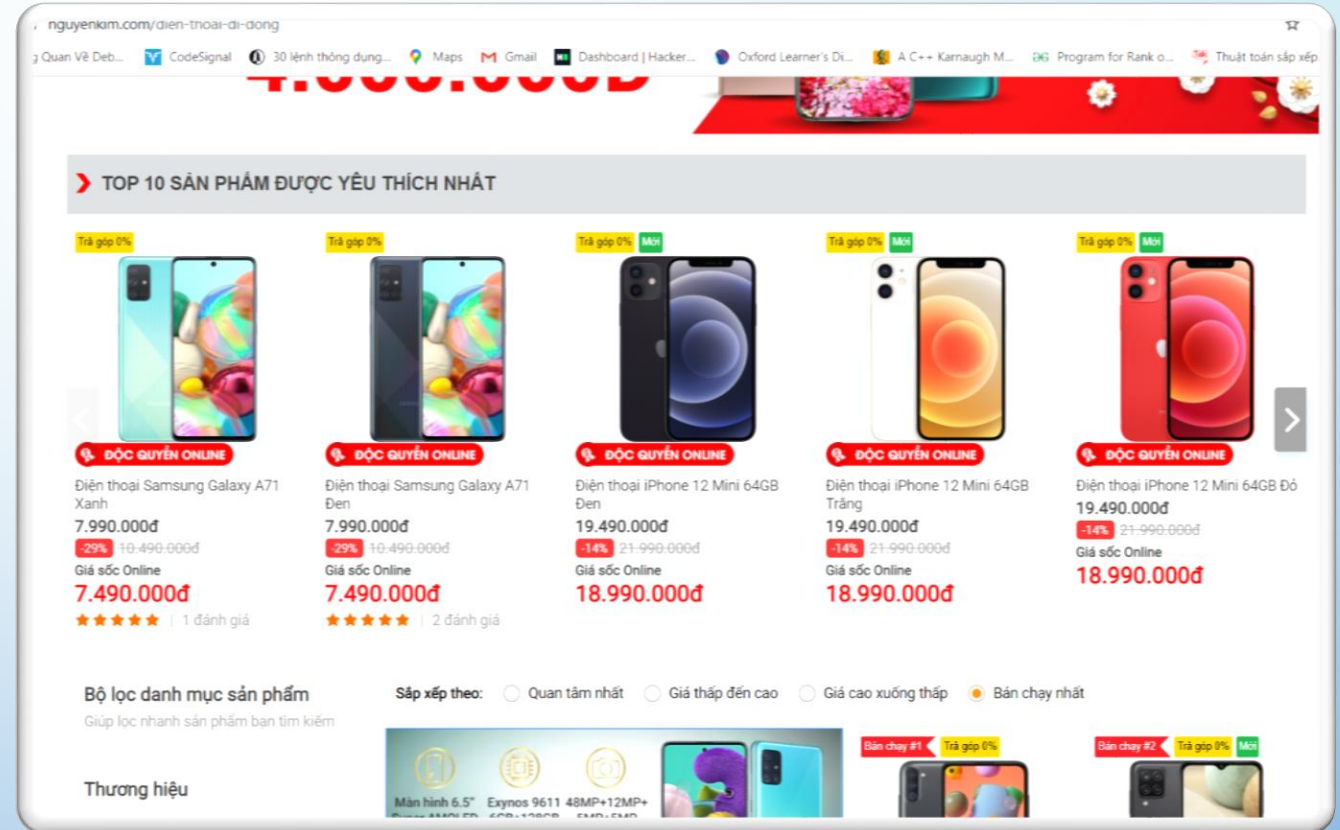 nguyenkim.com/dien-thoai-di-dong
Quan Về Deb... CodeSignal 30 lệnh thông dụng... Maps Gmail Dashboard | Hacker... Oxford Learner's Di... A C++ Karnaugh M... Program for Rank o... Thuật toán sắp xếp
4.000.000Đ
TOP 10 SẢN PHẨM ĐƯỢC YÊU THÍCH NHẤT
Trả góp 0% Trả góp 0% Trả góp 0% Mới Trả góp 0% Mới Trả góp 0% Mới
ĐỘC QUYỀN ONLINE ĐỘC QUYỀN ONLINE ĐỘC QUYỀN ONLINE ĐỘC QUYỀN ONLINE ĐỘC QUYỀN ONLINE
Điện thoại Samsung Galaxy A71
Xanh
7.990.000đ
-29% 10.490.000đ
Giá sốc Online
7.490.000đ
1 đánh giá
Điện thoại Samsung Galaxy A71
Đen
7.990.000đ
-29% 10.490.000đ
Giá sốc Online
7.490.000đ
2 đánh giá
Điện thoại iPhone 12 Mini 64GB
Đen
19.490.000đ
-14% 21.990.000đ
Giá sốc Online
18.990.000đ
Điện thoại iPhone 12 Mini 64GB
Trắng
19.490.000đ
-14% 21.990.000đ
Giá sốc Online
18.990.000đ
Điện thoại iPhone 12 Mini 64GB Đỏ
19.490.000đ
-14% 21.990.000đ
Giá sốc Online
18.990.000đ
Bộ lọc danh mục sản phẩm
Giúp lọc nhanh sản phẩm bạn tìm kiếm
Thương hiệu
Sắp xếp theo: Quan tâm nhất Giá thấp đến cao Giá cao xuống thấp Bán chạy nhất
Màn hình 6.5" Exynos 9611 48MP+12MP+
Super AMOLED 6GB+128GB 5MP+5MP
Bán chạy #1 Trả góp 0%
Bán chạy #2 Trả góp 0% Mới